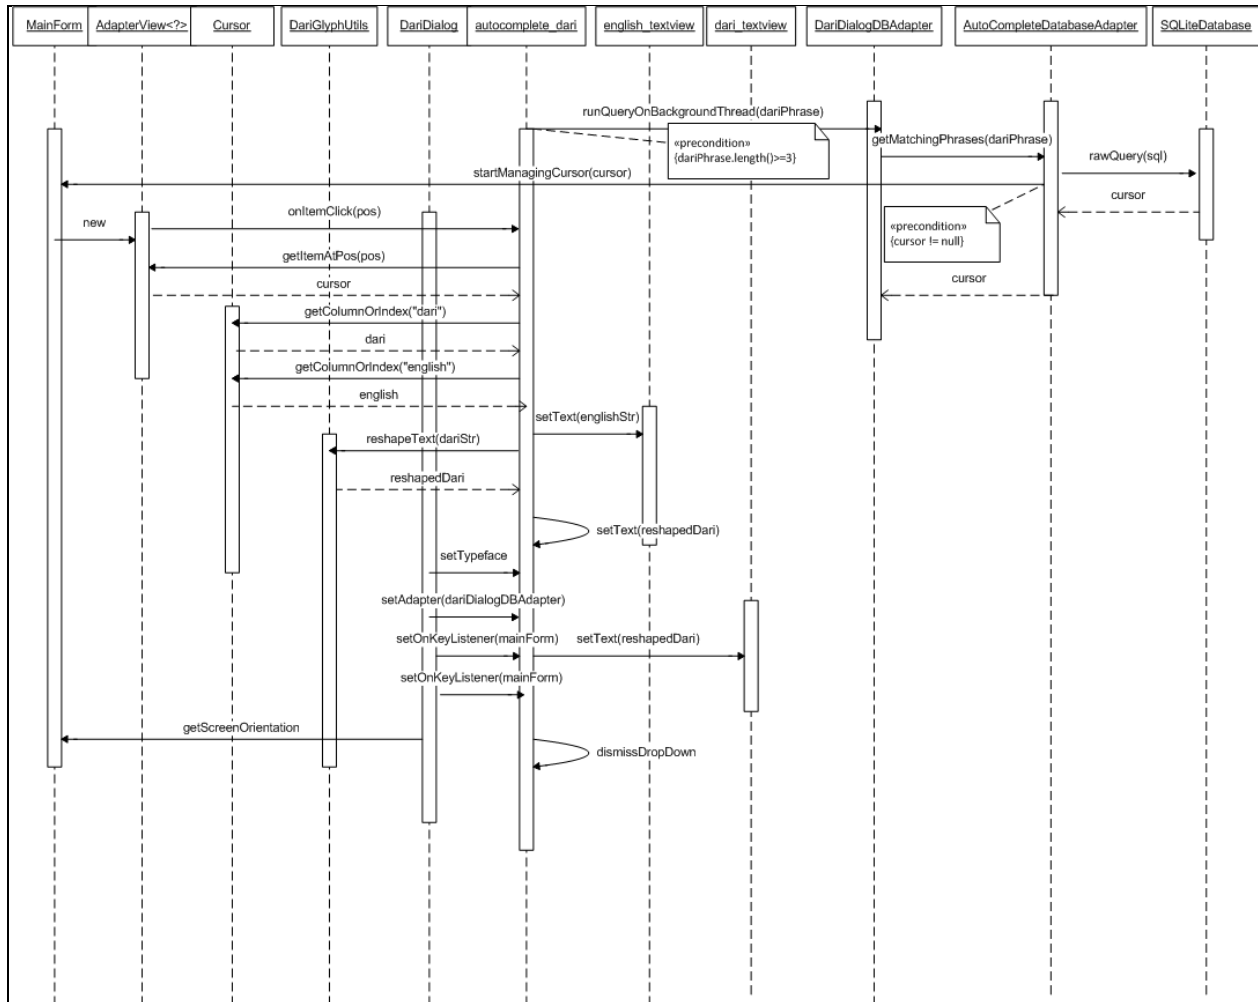 MainForm
AdapterView<?>
Cursor
DariGlyphUtils
DariDialog
autocomplete_dari
english_textview
dari_textview
DariDialogDBAdapter
AutoCompleteDatabaseAdapter
SQLiteDatabase
runQueryOnBackgroundThread(dariPhrase)
«precondition»
{dariPhrase.length()>=3}
getMatchingPhrases(dariPhrase)
rawQuery(sql)
startManagingCursor(cursor)
cursor
onItemClick(pos)
new
«precondition»
{cursor != null}
getItemAtPos(pos)
cursor
cursor
getColumnOrIndex("dari")
dari
getColumnOrIndex("english")
english
setText(englishStr)
reshapeText(dariStr)
reshapedDari
setText(reshapedDari)
setTypeface
setAdapter(dariDialogDBAdapter)
setOnKeyListener(mainForm)
setText(reshapedDari)
setOnKeyListener(mainForm)
getScreenOrientation
dismissDropDown